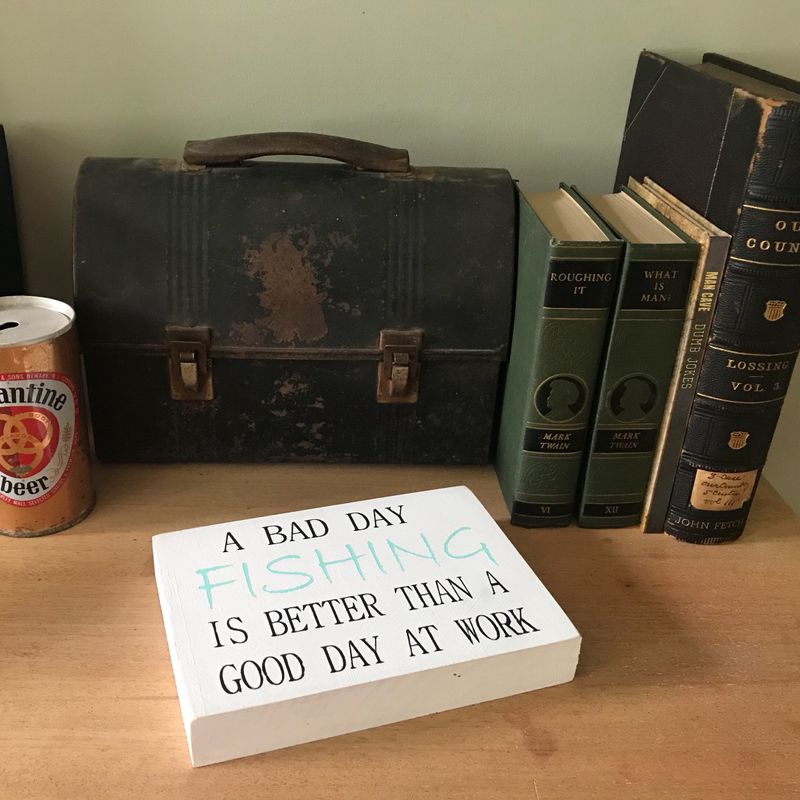 A BAD DAY
FISHING
IS BETTER THAN A
GOOD DAY AT WORK
antine
beer
ROUGHING
IT
MARK
TWAIN
VI
WHAT
IS
MAN?
MARK
TWAIN
XII
MAN CAVE
DUMB JOKES
OU
COUN
LOSSING
VOL. 3.
JOHN FETCH